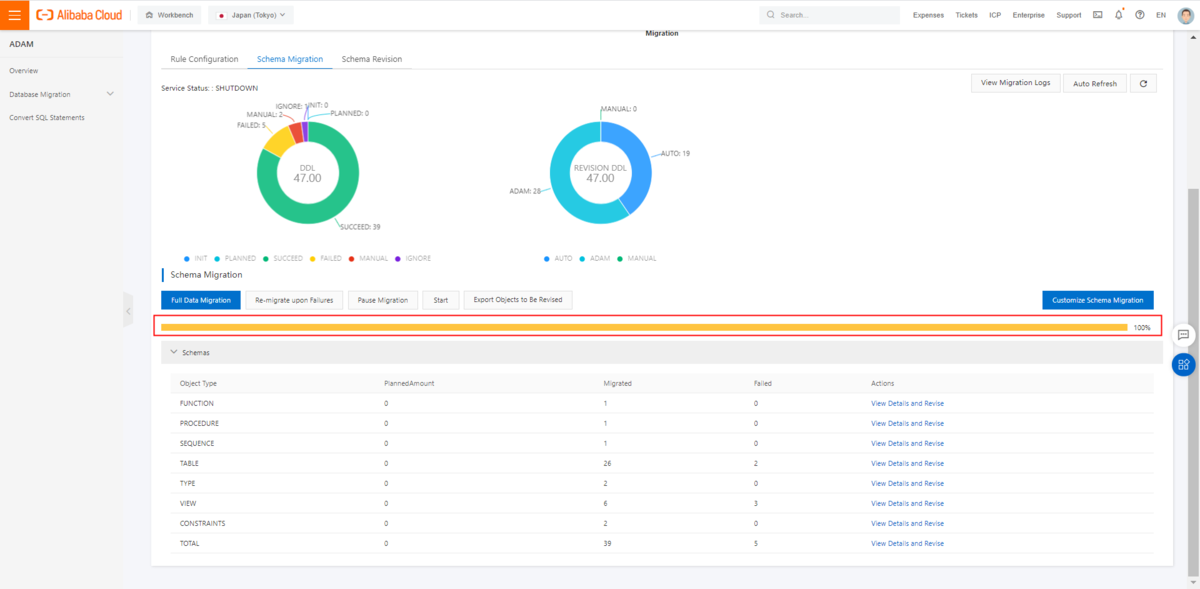 Alibaba Cloud
Workbench
Japan (Tokyo)
Search...
Expenses
Tickets
ICP
Enterprise
Support
EN
ADAM
Overview
Database Migration
Convert SQL Statements
Migration
Rule Configuration
Schema Migration
Schema Revision
Service Status: : SHUTDOWN
View Migration Logs
Auto Refresh
IGNORE: 1
INIT: 0
MANUAL: 2
PLANNED: 0
FAILED: 5
DDL
47.00
SUCCEED: 39
MANUAL: 0
AUTO: 19
REVISION DDL
47.00
ADAM: 28
INIT
PLANNED
SUCCEED
FAILED
MANUAL
IGNORE
AUTO
ADAM
MANUAL
Schema Migration
Full Data Migration
Re-migrate upon Failures
Pause Migration
Start
Export Objects to Be Revised
Customize Schema Migration
100%
Schemas
Object Type PlannedAmount Migrated Failed Actions
FUNCTION 0 1 0 View Details and Revise
PROCEDURE 0 1 0 View Details and Revise
SEQUENCE 0 1 0 View Details and Revise
TABLE 0 26 2 View Details and Revise
TYPE 0 2 0 View Details and Revise
VIEW 0 6 3 View Details and Revise
CONSTRAINTS 0 2 0 View Details and Revise
TOTAL 0 39 5 View Details and Revise